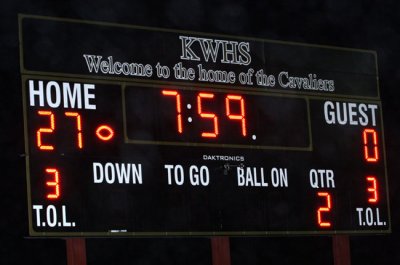 KWHS
Welcome to the home of the Cavaliers
HOME 7:59. GUEST
27 0
DAKTRONICS
DOWN TO GO BALL ON QTR
3 2 3
T.O.L. T.O.L.